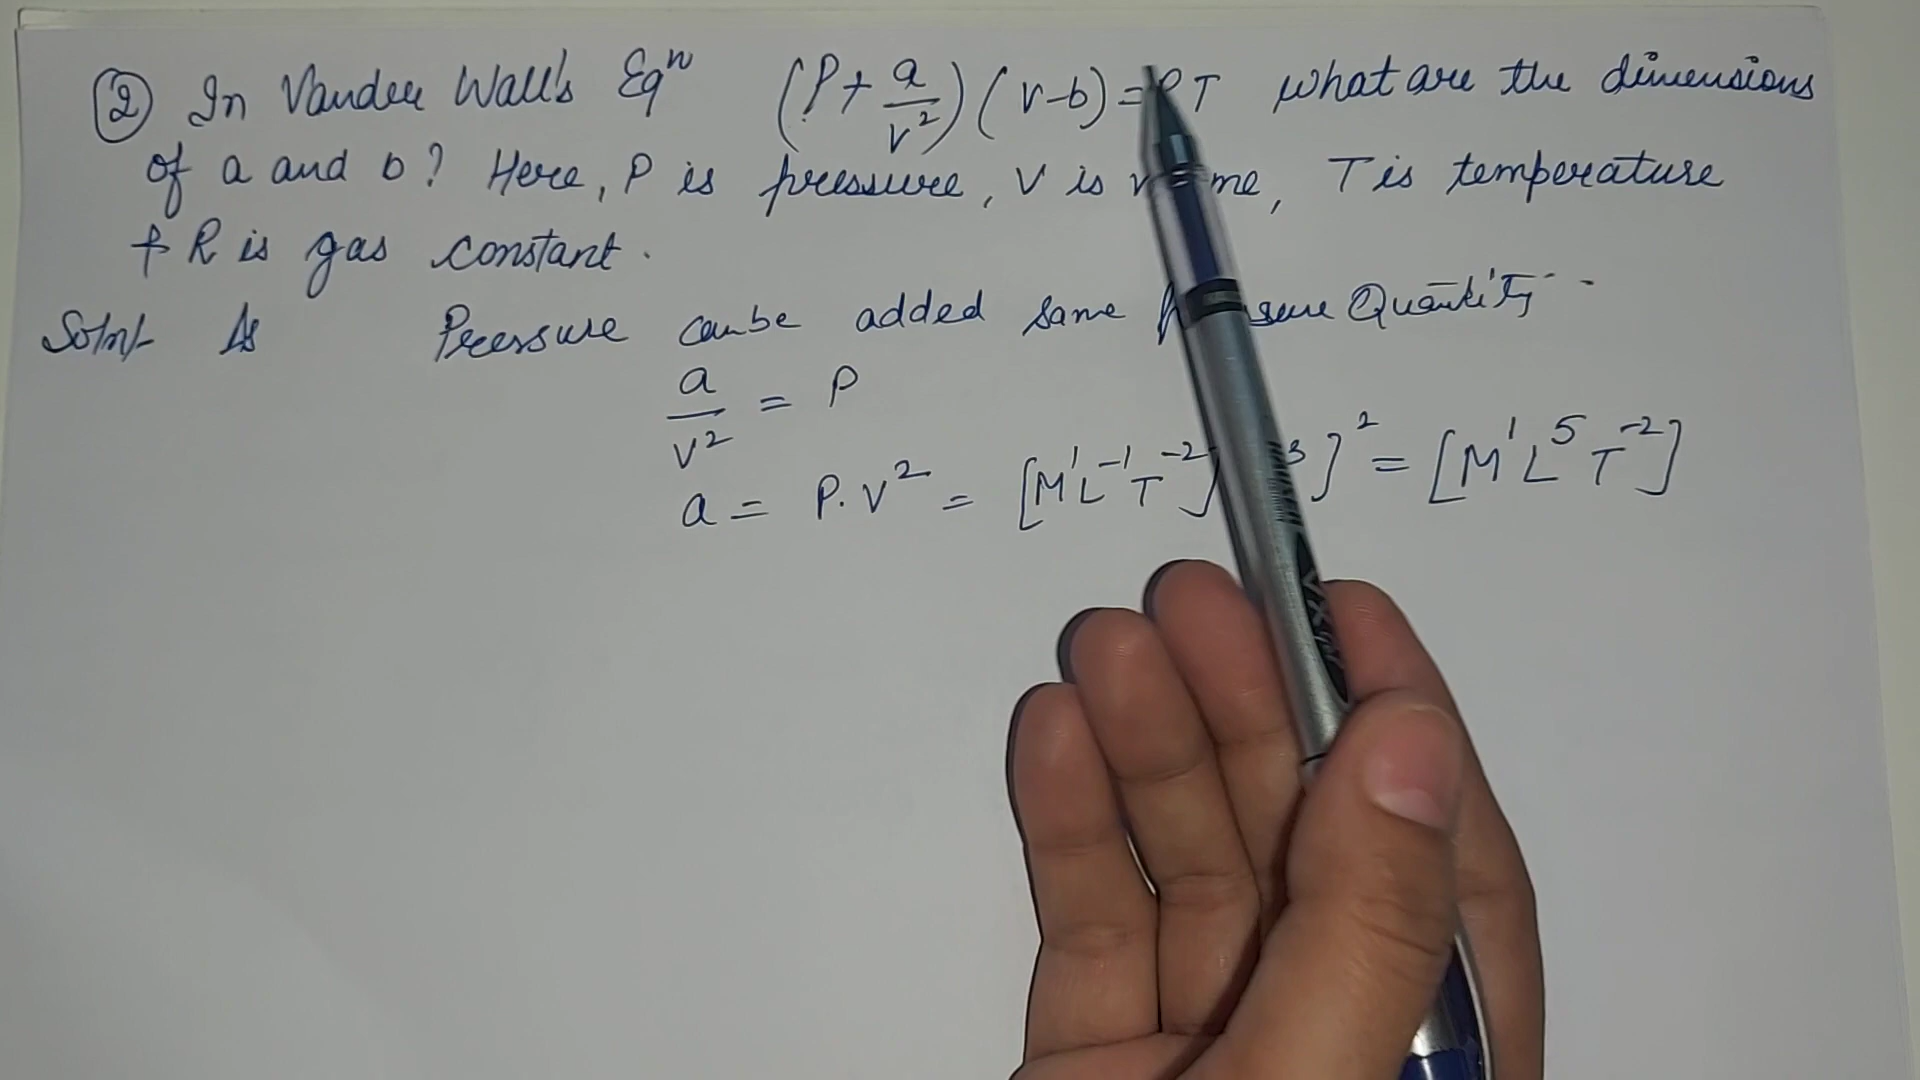 ② In Vander Wall's Eqⁿ (P + a/v²) (v-b) = T what are the dimensions
of a and b? Here, P is pressure, V is me, T is temperature
+ R is gas constant.
Soln:- As Pressure can be added same Quantity
a/v² = P
a = P.V² = [M¹L⁻¹T⁻²] ³]² = [M¹L⁵T⁻²]